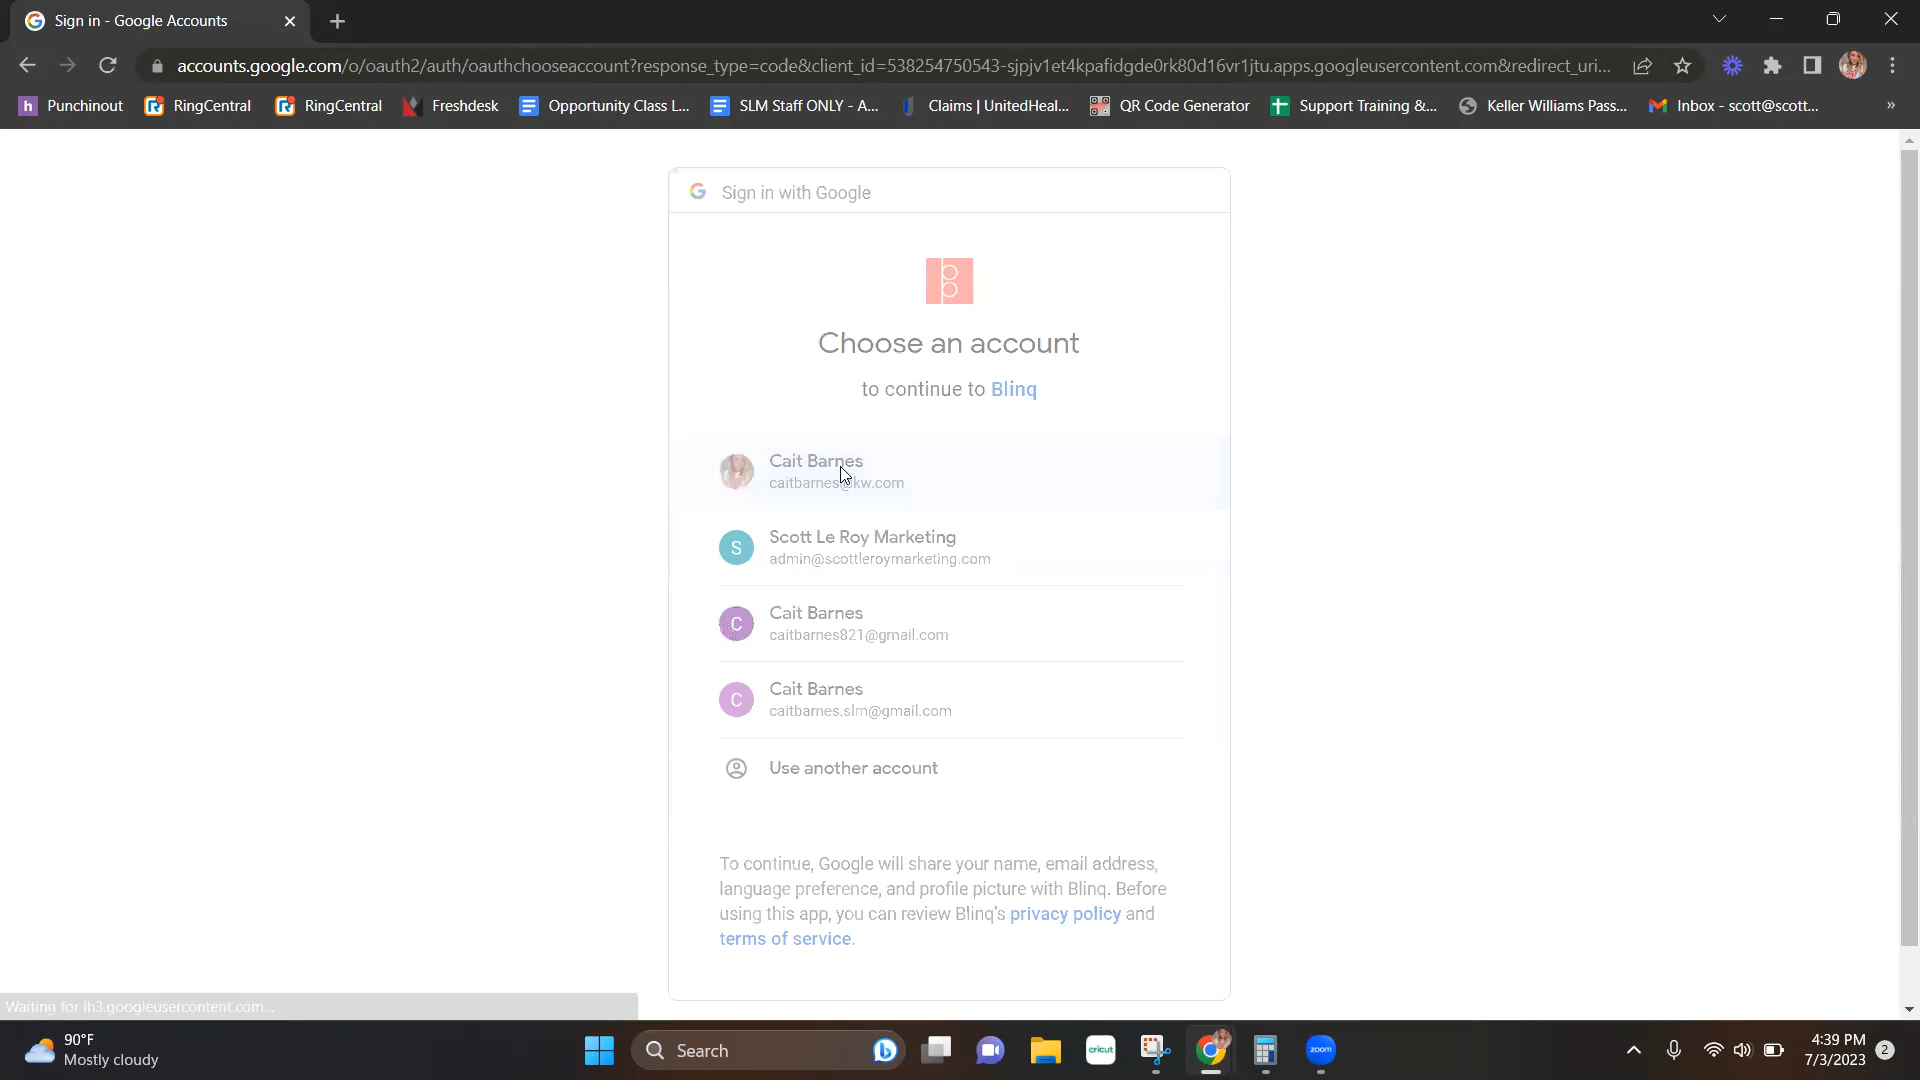 Sign in - Google Accounts
accounts.google.com/o/oauth2/auth/oauthchooseaccount?response_type=code&client_id=538254750543-sjpjv1et4kpafidgde0rk80d16vr1jtu.apps.googleusercontent.com&redirect_uri...
Punchinout RingCentral RingCentral Freshdesk Opportunity Class L... SLM Staff ONLY - A... Claims | UnitedHeal... QR Code Generator Support Training &... Keller Williams Pass... Inbox - scott@scott... »
Sign in with Google
Choose an account
to continue to Blinq
Cait Barnes
caitbarnes@kw.com
S
Scott Le Roy Marketing
admin@scottleroymarketing.com
C
Cait Barnes
caitbarnes821@gmail.com
C
Cait Barnes
caitbarnes.slm@gmail.com
Use another account
To continue, Google will share your name, email address,
language preference, and profile picture with Blinq. Before
using this app, you can review Blinq's privacy policy and
terms of service.
Waiting for lh3.googleusercontent.com...
90°F
Mostly cloudy
Search
cricut
zoom
4:39 PM
7/3/2023
2